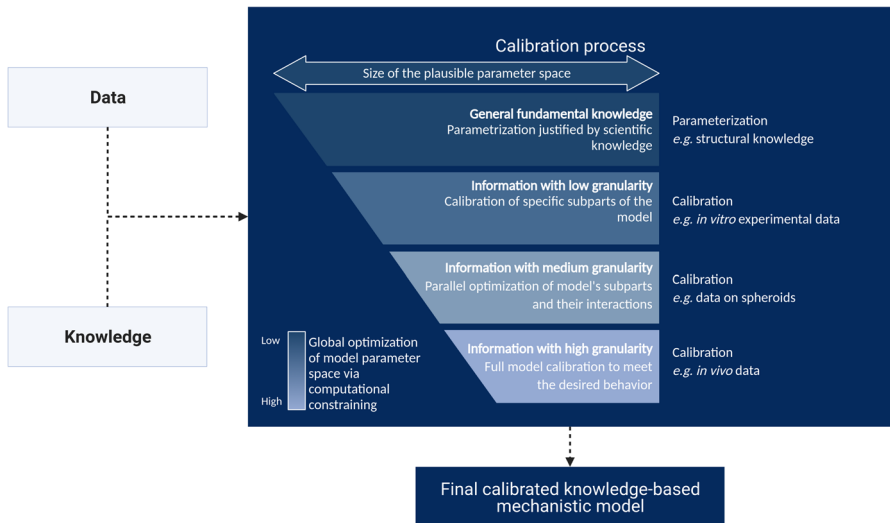 Calibration process
Size of the plausible parameter space
Data
General fundamental knowledge
Parametrization justified by scientific
knowledge
Parameterization
e.g. structural knowledge
Information with low granularity
Calibration of specific subparts of the
model
Calibration
e.g. in vitro experimental data
Information with medium granularity
Parallel optimization of model's subparts
and their interactions
Calibration
e.g. data on spheroids
Knowledge
Low
High
Global optimization
of model parameter
space via
computational
constraining
Information with high granularity
Full model calibration to meet
the desired behavior
Calibration
e.g. in vivo data
Final calibrated knowledge-based
mechanistic model